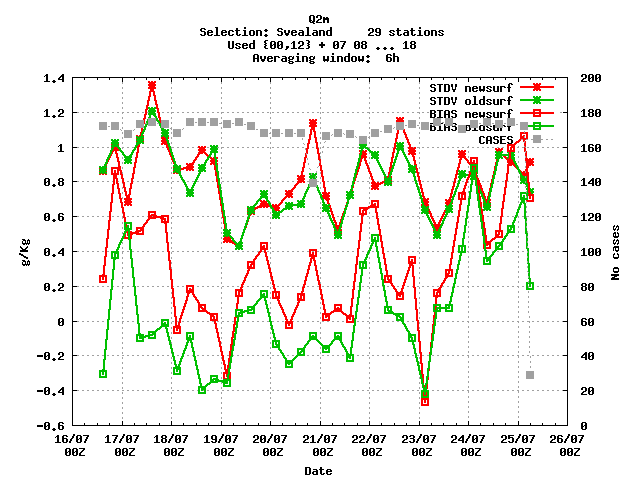 Q2m
Selection: Svealand 29 stations
Used {00,12} + 07 08 ... 18
Averaging window: 6h
STDV newsurf
STDV oldsurf
BIAS newsurf
BIAS oldsurf
CASES
1.4
1.2
1
0.8
0.6
0.4
0.2
0
-0.2
-0.4
-0.6
g/Kg
200
180
160
140
120
100
80
60
40
20
0
No cases
16/07 17/07 18/07 19/07 20/07 21/07 22/07 23/07 24/07 25/07 26/07
00Z 00Z 00Z 00Z 00Z 00Z 00Z 00Z 00Z 00Z 00Z
Date